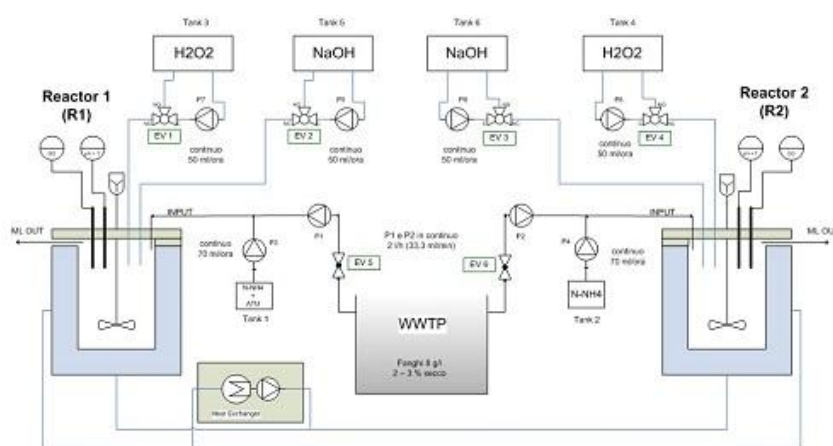 Tank 3
Tank 5
Tank 6
Tank 4
H2O2
NaOH
NaOH
H2O2
Reactor 1
(R1)
Reactor 2
(R2)
P7
EV 1
EV 2
EV 3
EV 4
continuo
50 ml/ora
continuo
50 ml/ora
continuo
50 ml/ora
continuo
50 ml/ora
ML OUT
INPUT
P1
P1 e P2 in continuo
2 l/h (33,3 ml/min)
P2
INPUT
ML OUT
continuo
70 ml/ora
P3
EV 5
EV 6
P4
continuo
70 ml/ora
N-NH4
+
ATU
Tank 1
WWTP
Fanghi 8 g/l
2 – 3 % secco
N-NH4
Tank 2
Heat Exchanger